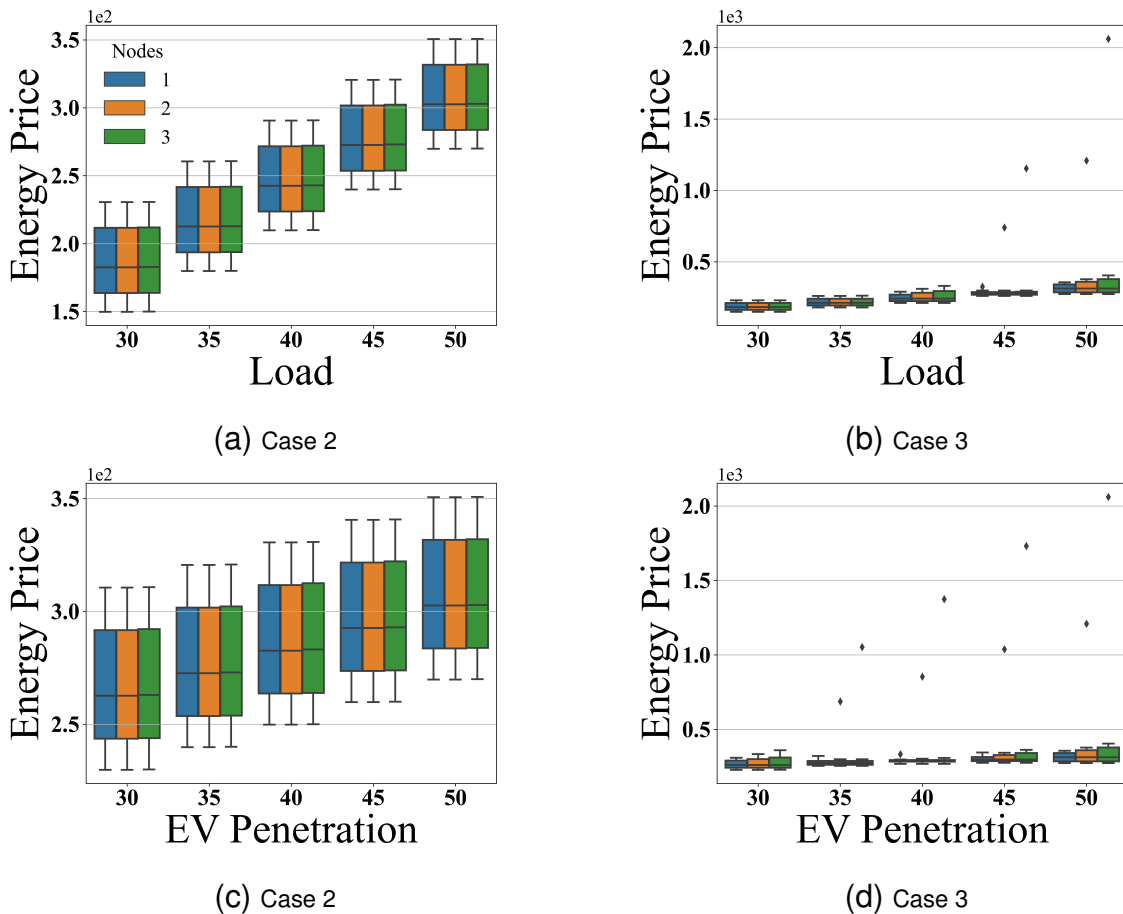 1e2
3.5
3.0
2.5
2.0
1.5
Energy Price
Nodes
1
2
3
30 35 40 45 50
Load
(a) Case 2
1e3
2.0
1.5
1.0
0.5
Energy Price
30 35 40 45 50
Load
(b) Case 3
1e2
3.5
3.0
2.5
Energy Price
30 35 40 45 50
EV Penetration
(c) Case 2
1e3
2.0
1.5
1.0
0.5
Energy Price
30 35 40 45 50
EV Penetration
(d) Case 3